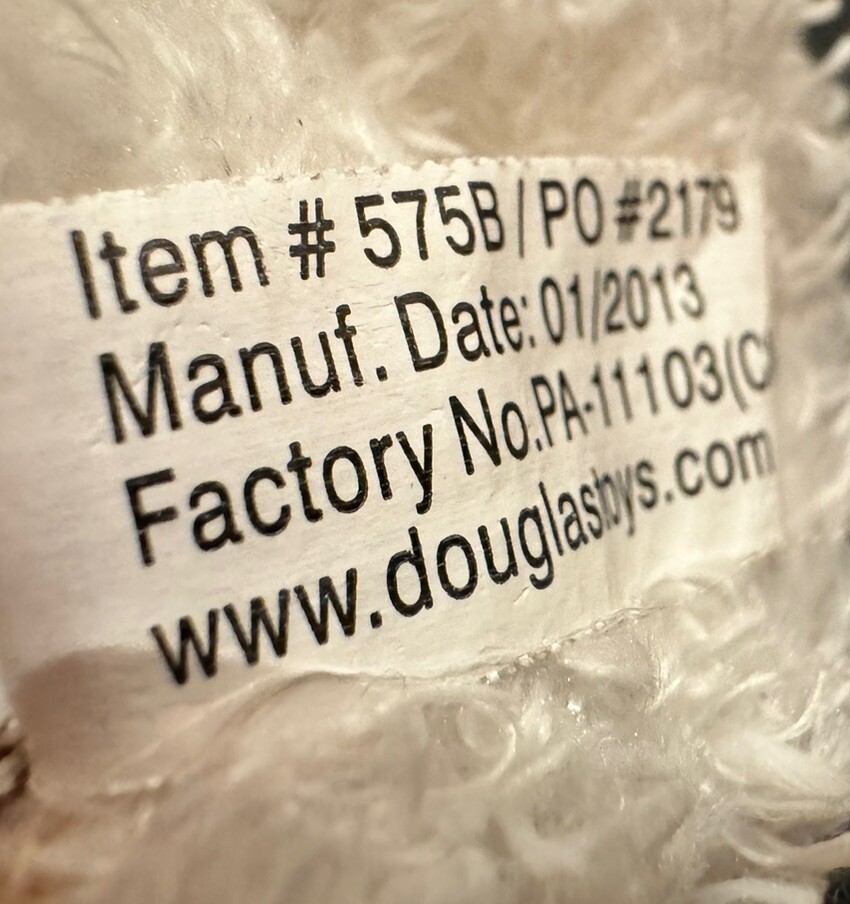 Item # 575B / PO #2179
Manuf. Date: 01/2013
Factory No.PA-11103(C
www.douglastoys.com